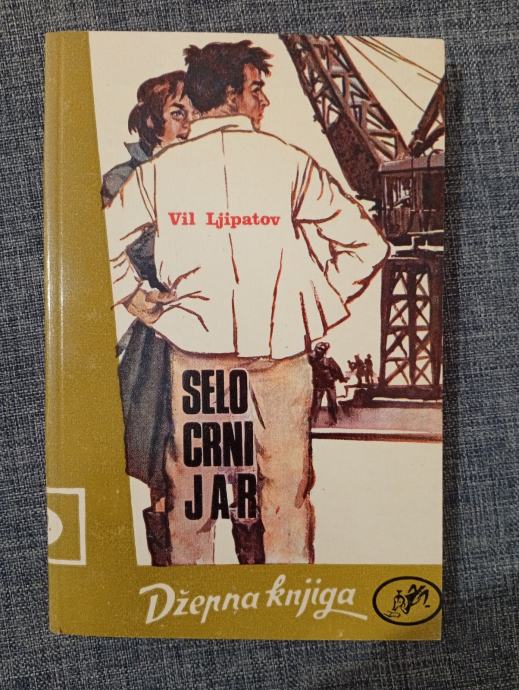 Vil Ljipatov
SELO
CRNI
JAR
Džepna knjiga